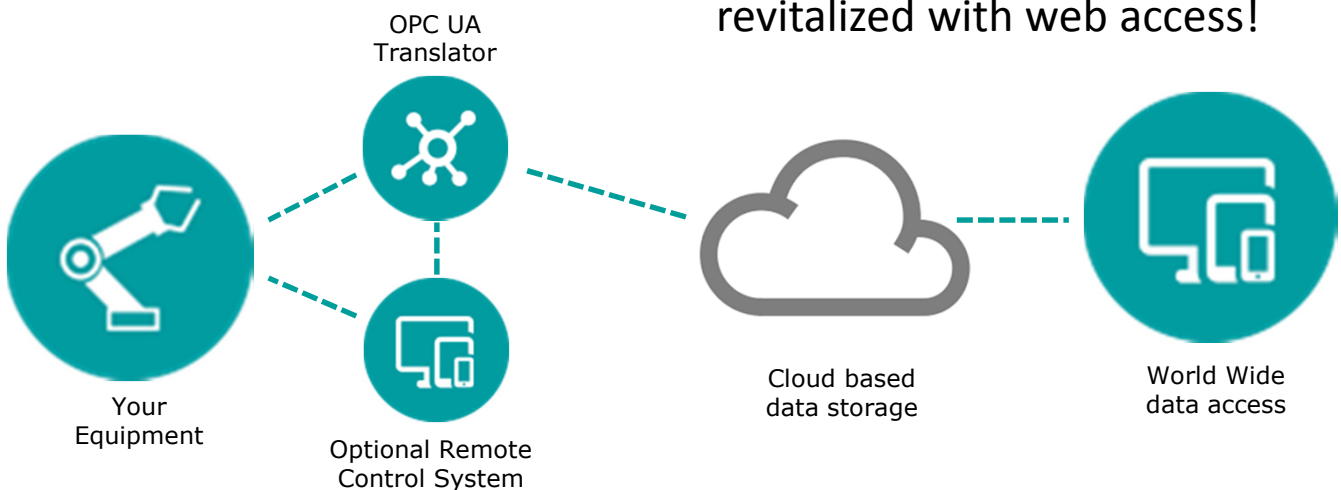 revitalized with web access!
OPC UA
Translator
Your
Equipment
Optional Remote
Control System
Cloud based
data storage
World Wide
data access